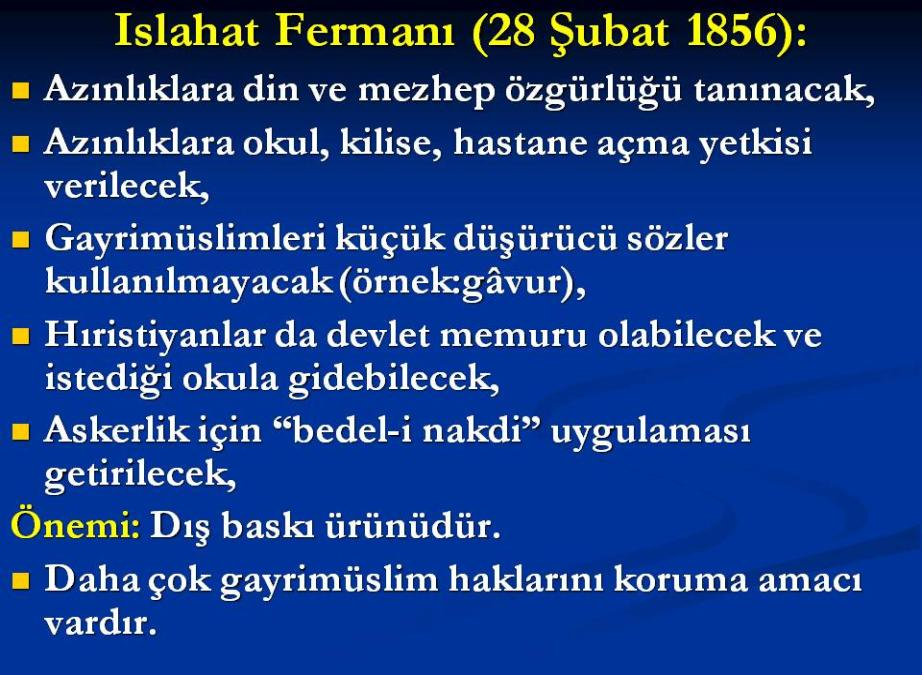 Islahat Fermanı (28 Şubat 1856):
Azınlıklara din ve mezhep özgürlüğü tanınacak,
Azınlıklara okul, kilise, hastane açma yetkisi
verilecek,
Gayrimüslimleri küçük düşürücü sözler
kullanılmayacak (örnek:gâvur),
Hıristiyanlar da devlet memuru olabilecek ve
istediği okula gidebilecek,
Askerlik için “bedel-i nakdi” uygulaması
getirilecek,
Önemi: Dış baskı ürünüdür.
Daha çok gayrimüslim haklarını koruma amacı
vardır.